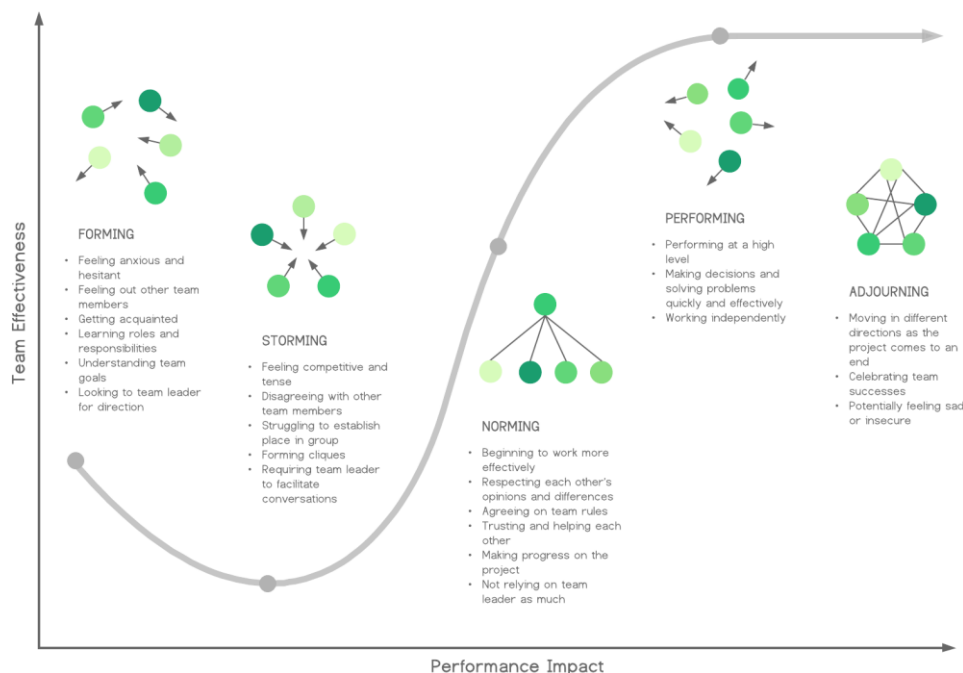 Team Effectiveness
FORMING
• Feeling anxious and
hesitant
• Feeling out other team
members
• Getting acquainted
• Learning roles and
responsibilities
• Understanding team
goals
• Looking to team leader
for direction
STORMING
• Feeling competitive and
tense
• Disagreeing with other
team members
• Struggling to establish
place in group
• Forming cliques
• Requiring team leader
to facilitate
conversations
NORMING
• Beginning to work more
effectively
• Respecting each other's
opinions and differences
• Agreeing on team rules
• Trusting and helping each
other
• Making progress on the
project
• Not relying on team
leader as much
PERFORMING
• Performing at a high
level
• Making decisions and
solving problems
quickly and effectively
• Working independently
ADJOURNING
• Moving in different
directions as the
project comes to an
end
• Celebrating team
successes
• Potentially feeling sad
or insecure
Performance Impact